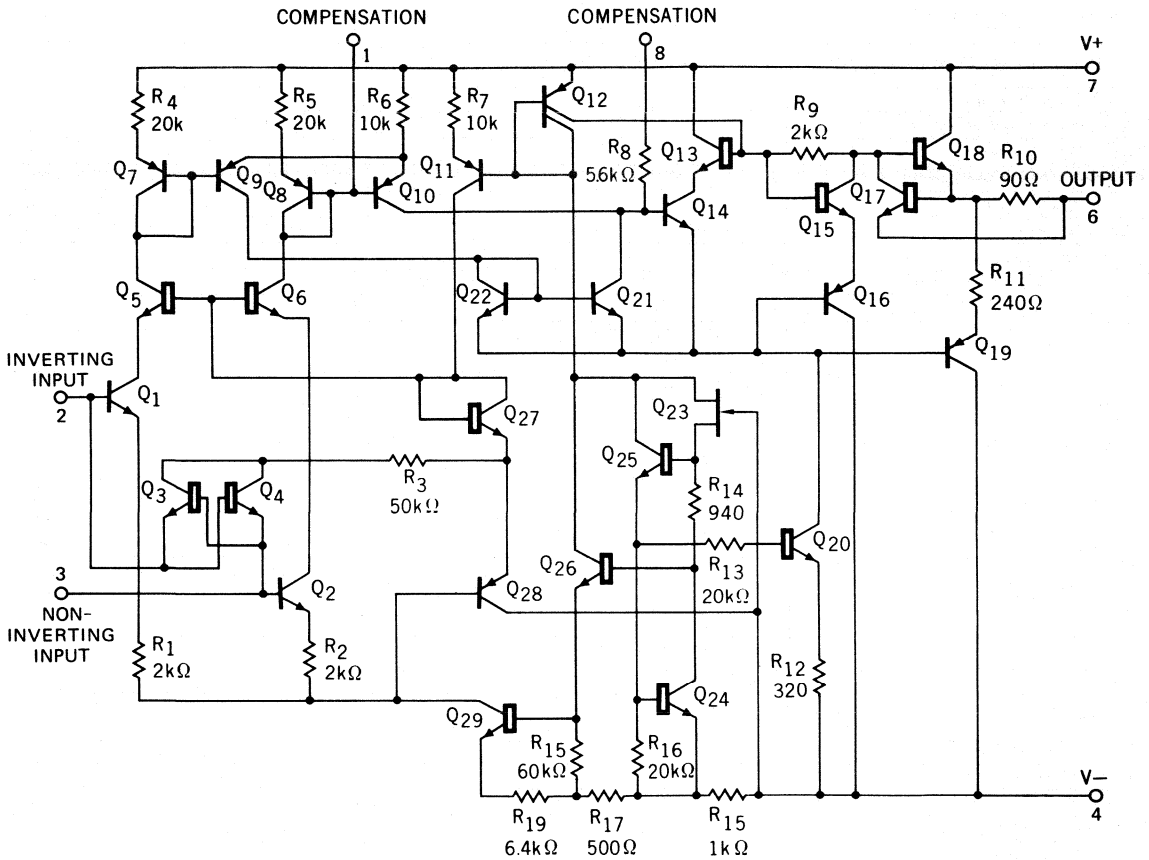 COMPENSATION
COMPENSATION
1
8
V+
7
R4
20k
R5
20k
R6
10k
R7
10k
Q12
R9
2kΩ
R8
5.6kΩ
Q7
Q9
Q8
Q10
Q11
Q13
Q14
Q15
Q17
Q18
R10
90Ω
OUTPUT
6
Q5
Q6
Q22
Q21
Q16
R11
240Ω
Q19
INVERTING
INPUT
2
Q1
Q27
Q23
Q3
Q4
R3
50kΩ
Q25
R14
940
3
NON-
INVERTING
INPUT
Q2
Q28
Q26
R13
20kΩ
Q20
R1
2kΩ
R2
2kΩ
R12
320
Q29
Q24
R15
60kΩ
R16
20kΩ
V−
4
R19
6.4kΩ
R17
500Ω
R15
1kΩ